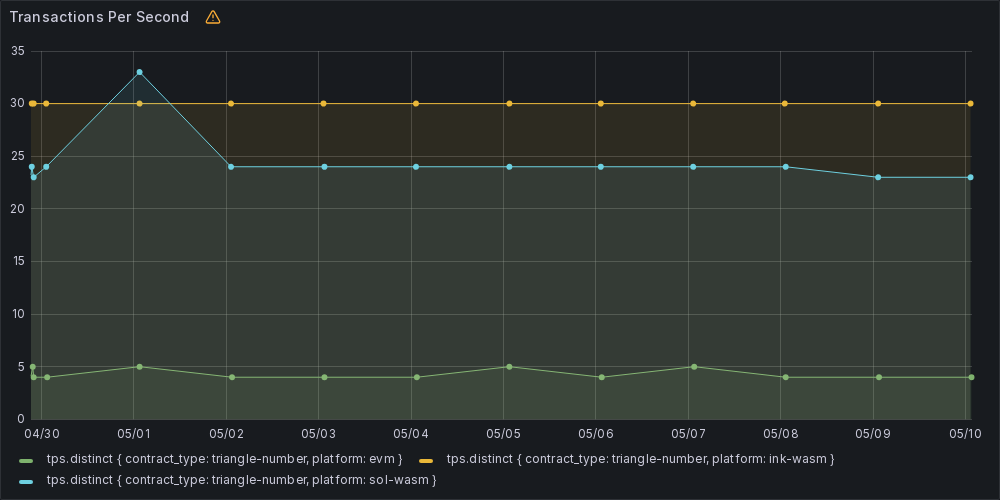 Transactions Per Second
35
30
25
20
15
10
5
0
04/30 05/01 05/02 05/03 05/04 05/05 05/06 05/07 05/08 05/09 05/10
tps.distinct { contract_type: triangle-number, platform: evm } tps.distinct { contract_type: triangle-number, platform: ink-wasm }
tps.distinct { contract_type: triangle-number, platform: sol-wasm }